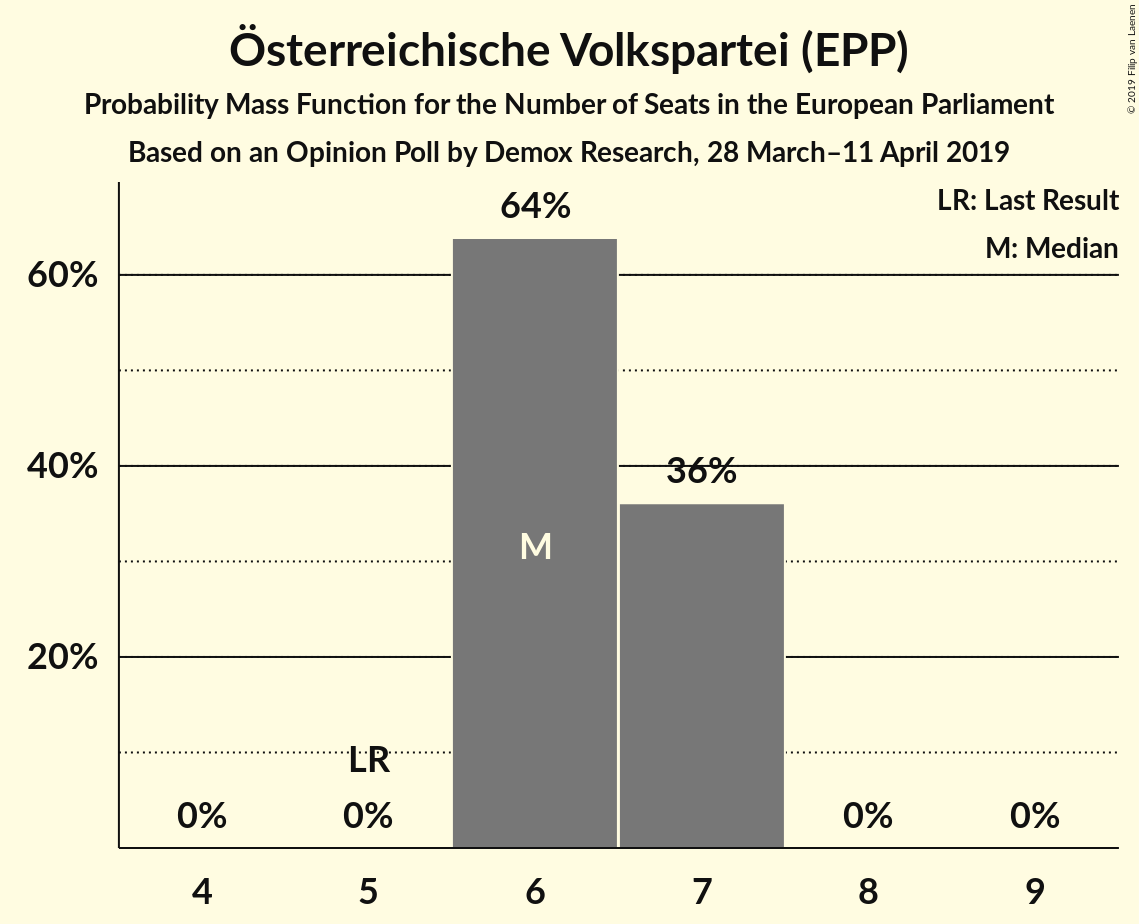 Österreichische Volkspartei (EPP)
Probability Mass Function for the Number of Seats in the European Parliament
Based on an Opinion Poll by Demox Research, 28 March–11 April 2019
© 2019 Filip van Laenen
LR: Last Result
M: Median
64%
60%
36%
40%
M
20%
LR
0%
0%
0%
0%
4
5
6
7
8
9